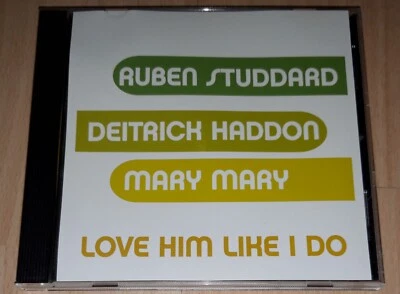 RUBEN STUDDARD
DEITRICK HADDON
MARY MARY
LOVE HIM LIKE I DO